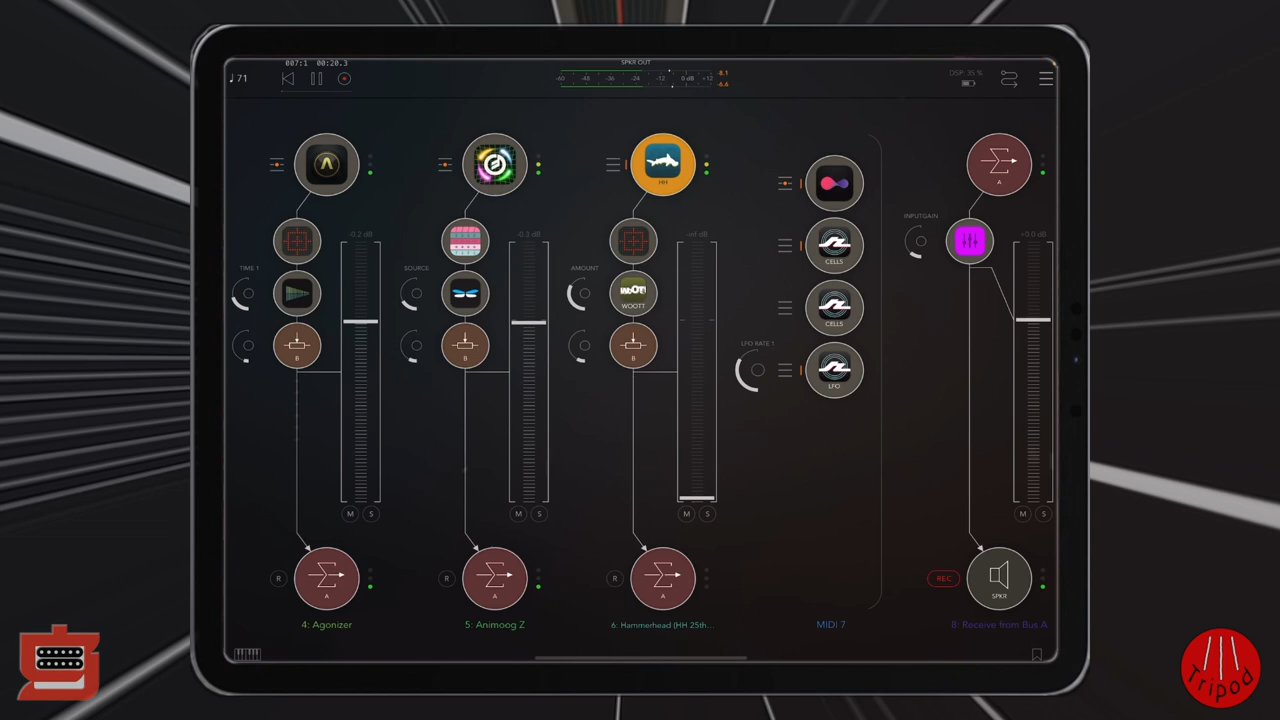 007:1 00:20.3
♩71
SPKR OUT
-60 -48 -36 -24 -12 0 dB +12
-8.1
-6.6
DSP: 35 %
HH
A
-0.2 dB
-0.3 dB
-inf dB
INPUTGAIN
+0.0 dB
CELLS
TIME 1
SOURCE
AMOUNT
WOOTT
WOOTT
CELLS
B
B
B
LFO RATE 1
LFO
M S
M S
M S
M S
R
A
R
A
R
A
REC
SPKR
4: Agonizer
5: Animoog Z
6: Hammerhead (HH 25th...
MIDI 7
8: Receive from Bus A
Tripod